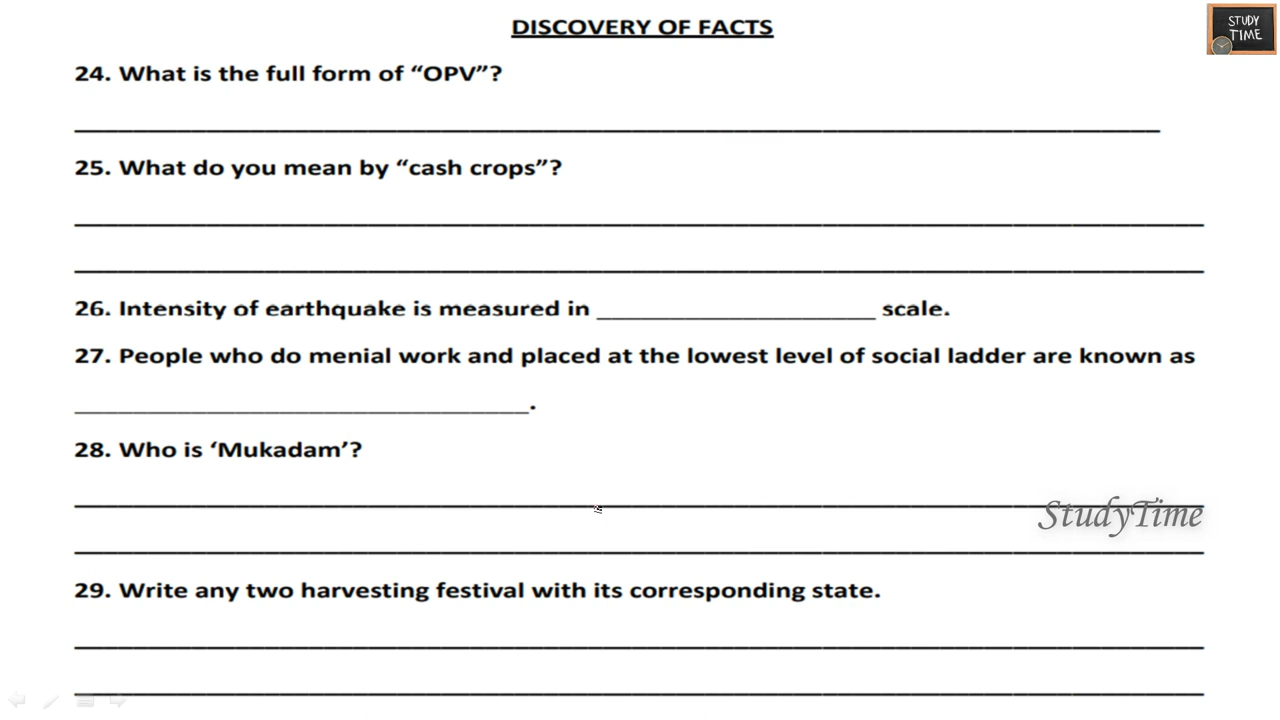 DISCOVERY OF FACTS
STUDY
TIME
24. What is the full form of “OPV”?
25. What do you mean by “cash crops”?
26. Intensity of earthquake is measured in ___________________ scale.
27. People who do menial work and placed at the lowest level of social ladder are known as
_______________________________.
28. Who is ‘Mukadam’?
StudyTime
29. Write any two harvesting festival with its corresponding state.